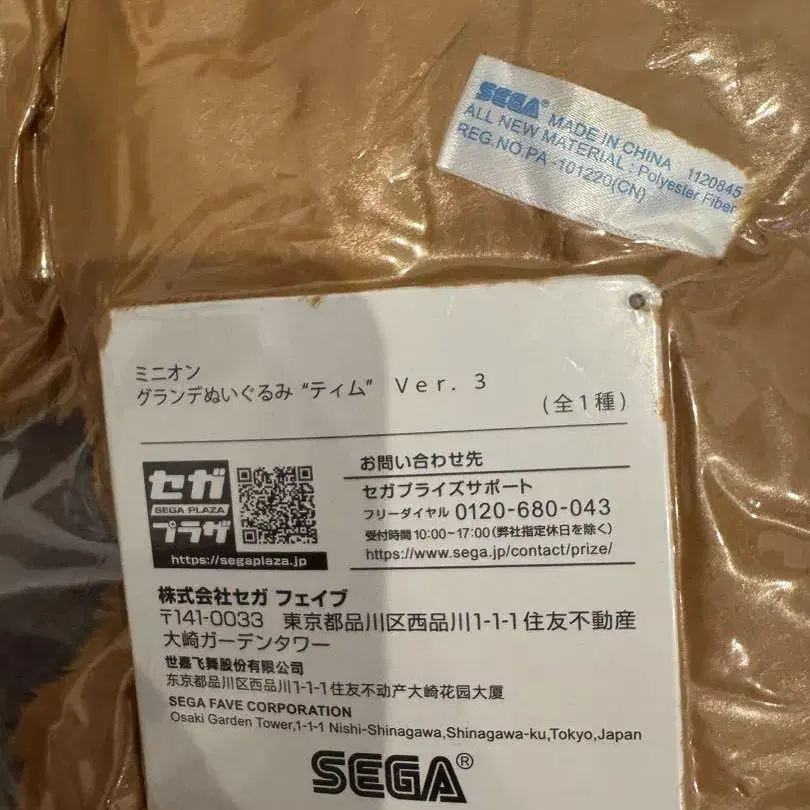 SEGA® MADE IN CHINA 1120845
ALL NEW MATERIAL : Polyester Fiber
REG.NO.PA -101220(CN)
ミニオン
グランデぬいぐるみ “ティム” Ver. 3
(全1種)
セガ
SEGA PLAZA
プラザ
https://segaplaza.jp
お問い合わせ先
セガプライズサポート
フリーダイヤル 0120-680-043
受付時間 10:00~17:00(弊社指定休日を除く)
https://www.sega.jp/contact/prize/
株式会社セガ フェイブ
〒141-0033 東京都品川区西品川1-1-1住友不動産
大崎ガーデンタワー
世嘉飞舞股份有限公司
东京都品川区西品川1-1-1住友不动产大崎花园大厦
SEGA FAVE CORPORATION
Osaki Garden Tower,1-1-1 Nishi-Shinagawa,Shinagawa-ku,Tokyo,Japan
SEGA®